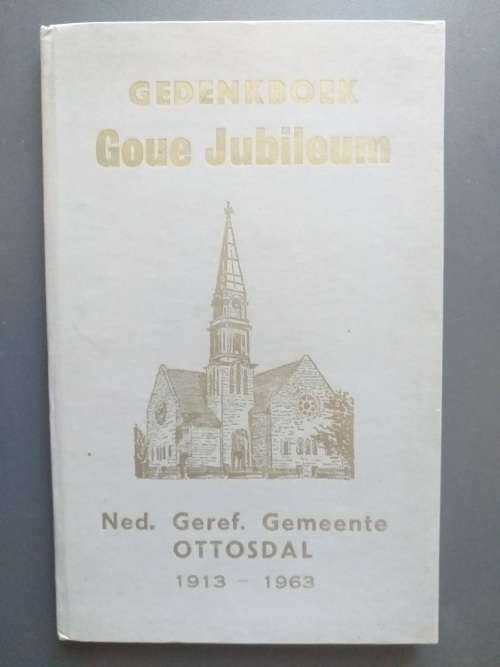 GEDENKBOEK
Goue Jubileum
Ned. Geref. Gemeente
OTTOSDAL
1913 - 1963